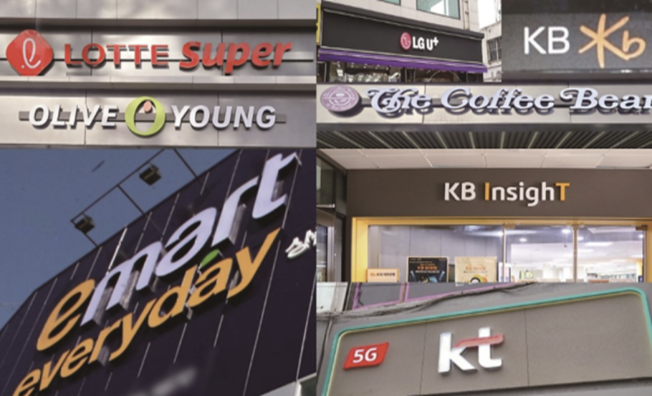 LOTTE Super
OLIVE YOUNG
LG U+
KB
The Coffee Bean
emart
everyday
KB InsighT
5G
kt